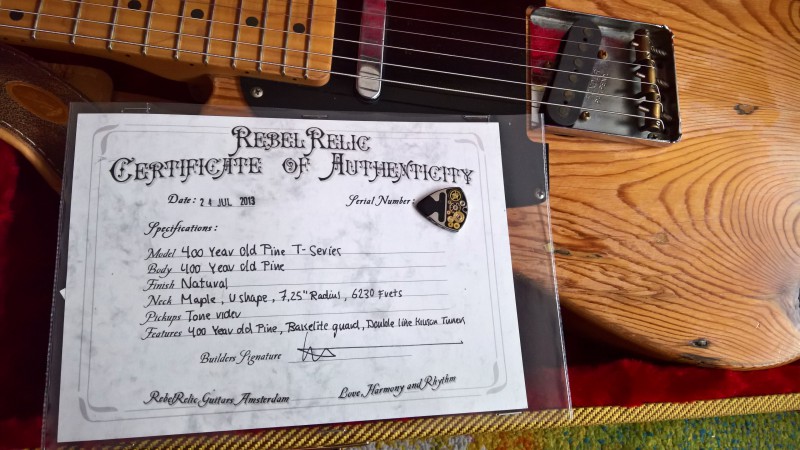 RebelRelic
Certificate of Authenticity
Date: 24 JUL 2013
Serial Number:
Specifications:
Model 400 Year old Pine T-Series
Body 400 Year old Pine
Finish Natural
Neck Maple, U shape, 7,25" Radius, 6230 Frets
Pickups Tone rider
Features 400 Year old Pine, Bakelite guard, Double line Kluson Tuners
Builders Signature
RebelRelic Guitars Amsterdam
Love, Harmony and Rhythm